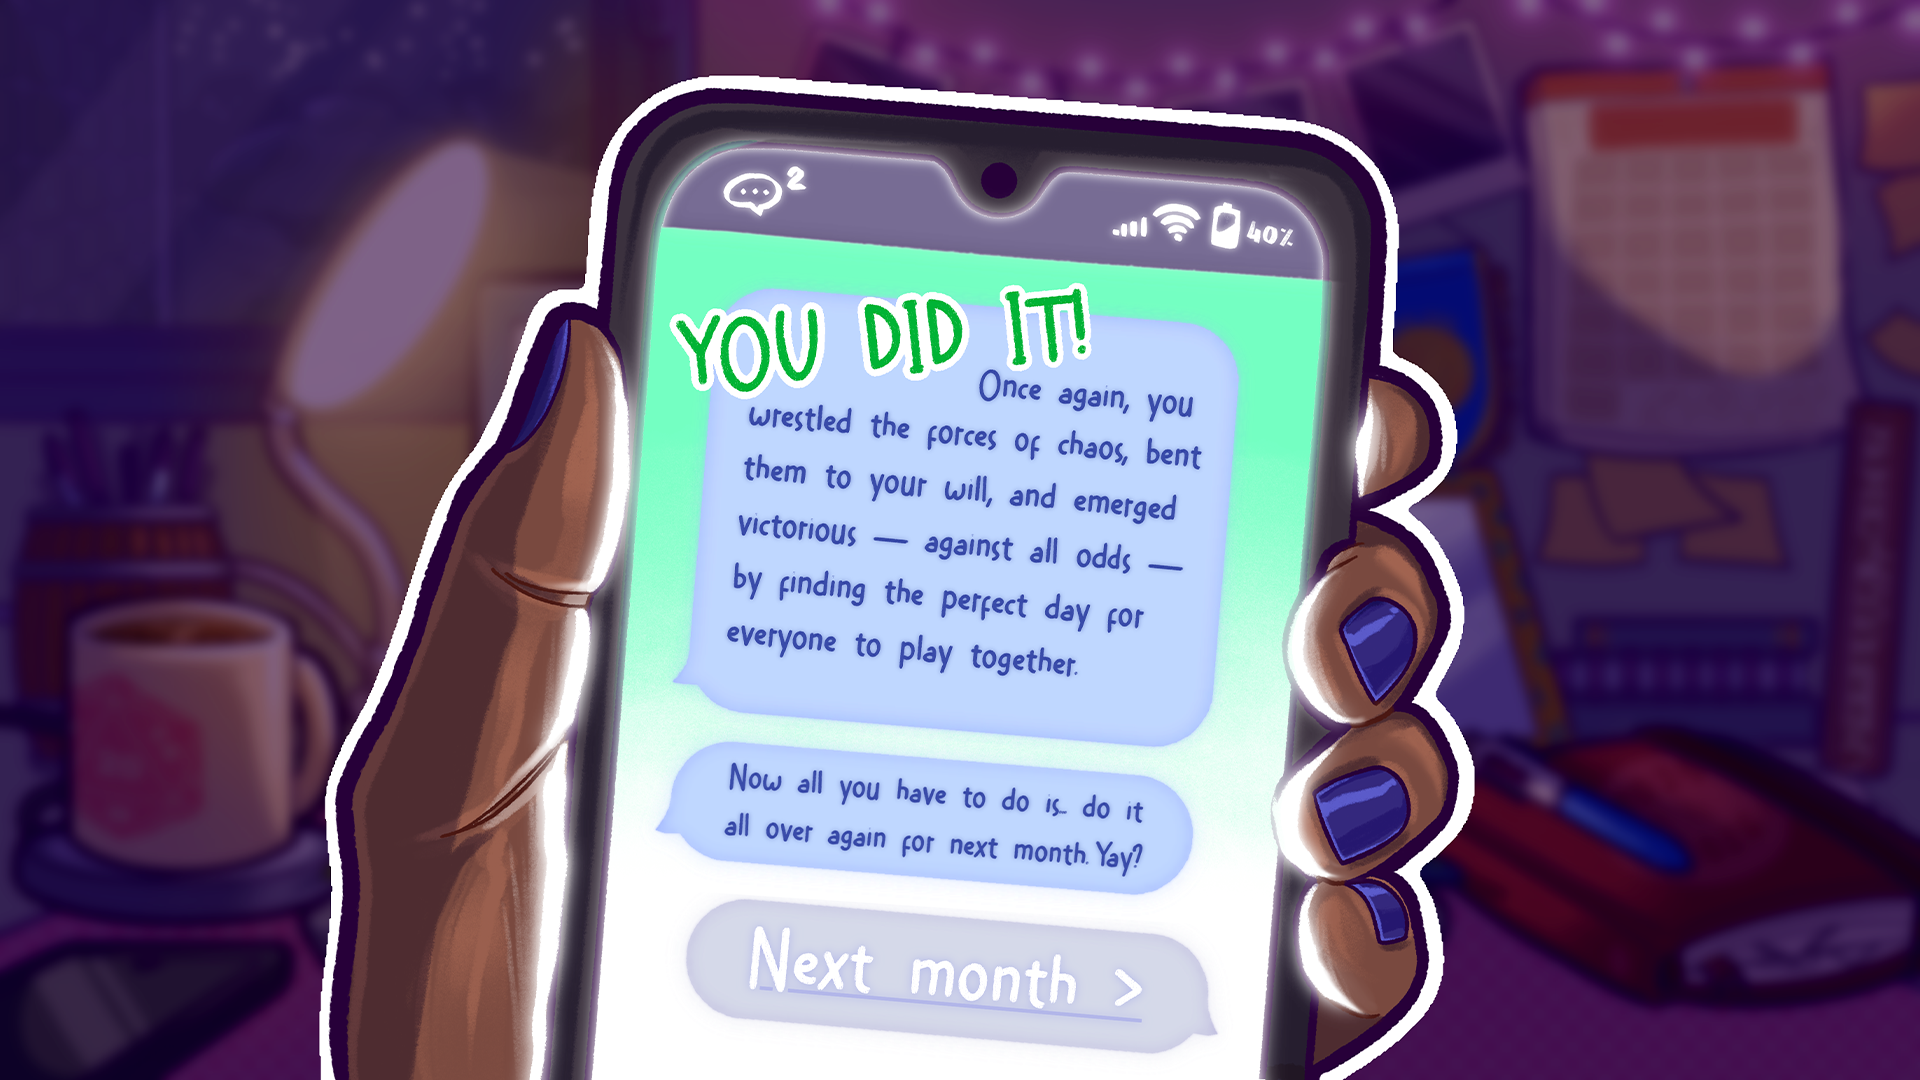 2
40%
YOU DID IT!
Once again, you
wrestled the forces of chaos, bent
them to your will, and emerged
victorious — against all odds —
by finding the perfect day for
everyone to play together.
Now all you have to do is... do it
all over again for next month. Yay?
Next month >